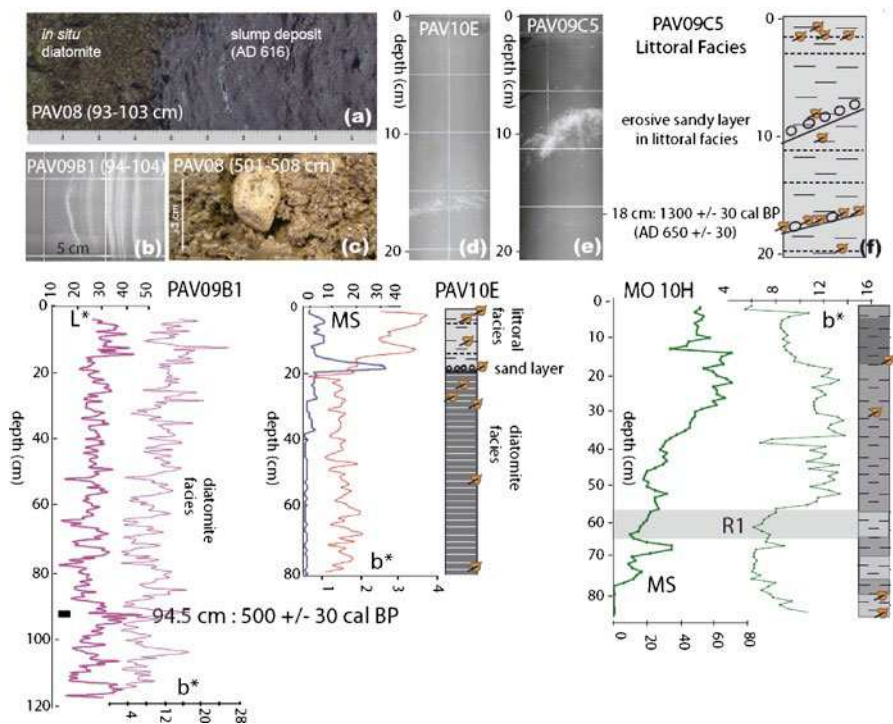 in situ
diatomite
slump deposit
(AD 616)
PAV08 (93-103 cm)
(a)
PAV09B1 (94-104)
5 cm
(b)
PAV08 (501-508 cm)
(c)
depth (cm)
0
10
20
PAV10E
(d)
depth (cm)
0
10
20
PAV09C5
(e)
PAV09C5
Littoral Facies
erosive sandy layer
in littoral facies
18 cm: 1300 +/- 30 cal BP
(AD 650 +/- 30)
0
10
20
(f)
10 20 30 40 50
PAV09B1
L*
depth (cm)
0
20
40
60
80
100
120
diatomite
facies
94.5 cm : 500 +/- 30 cal BP
b*
4 12 20 28
0 10 20 30 40
PAV10E
MS
depth (cm)
0
20
40
60
80
littoral
facies
sand layer
diatomite
facies
b*
1 2 3 4
MO 10H
4 8 12 16
b*
depth (cm)
0
10
20
30
40
50
60
70
80
R1
MS
0 20 40 60 80